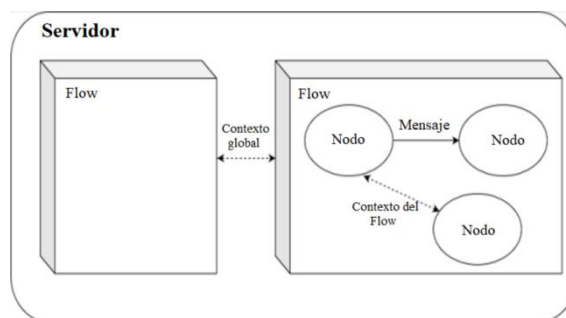 Servidor
Flow
Contexto
global
Flow
Nodo
Mensaje
Nodo
Contexto del
Flow
Nodo